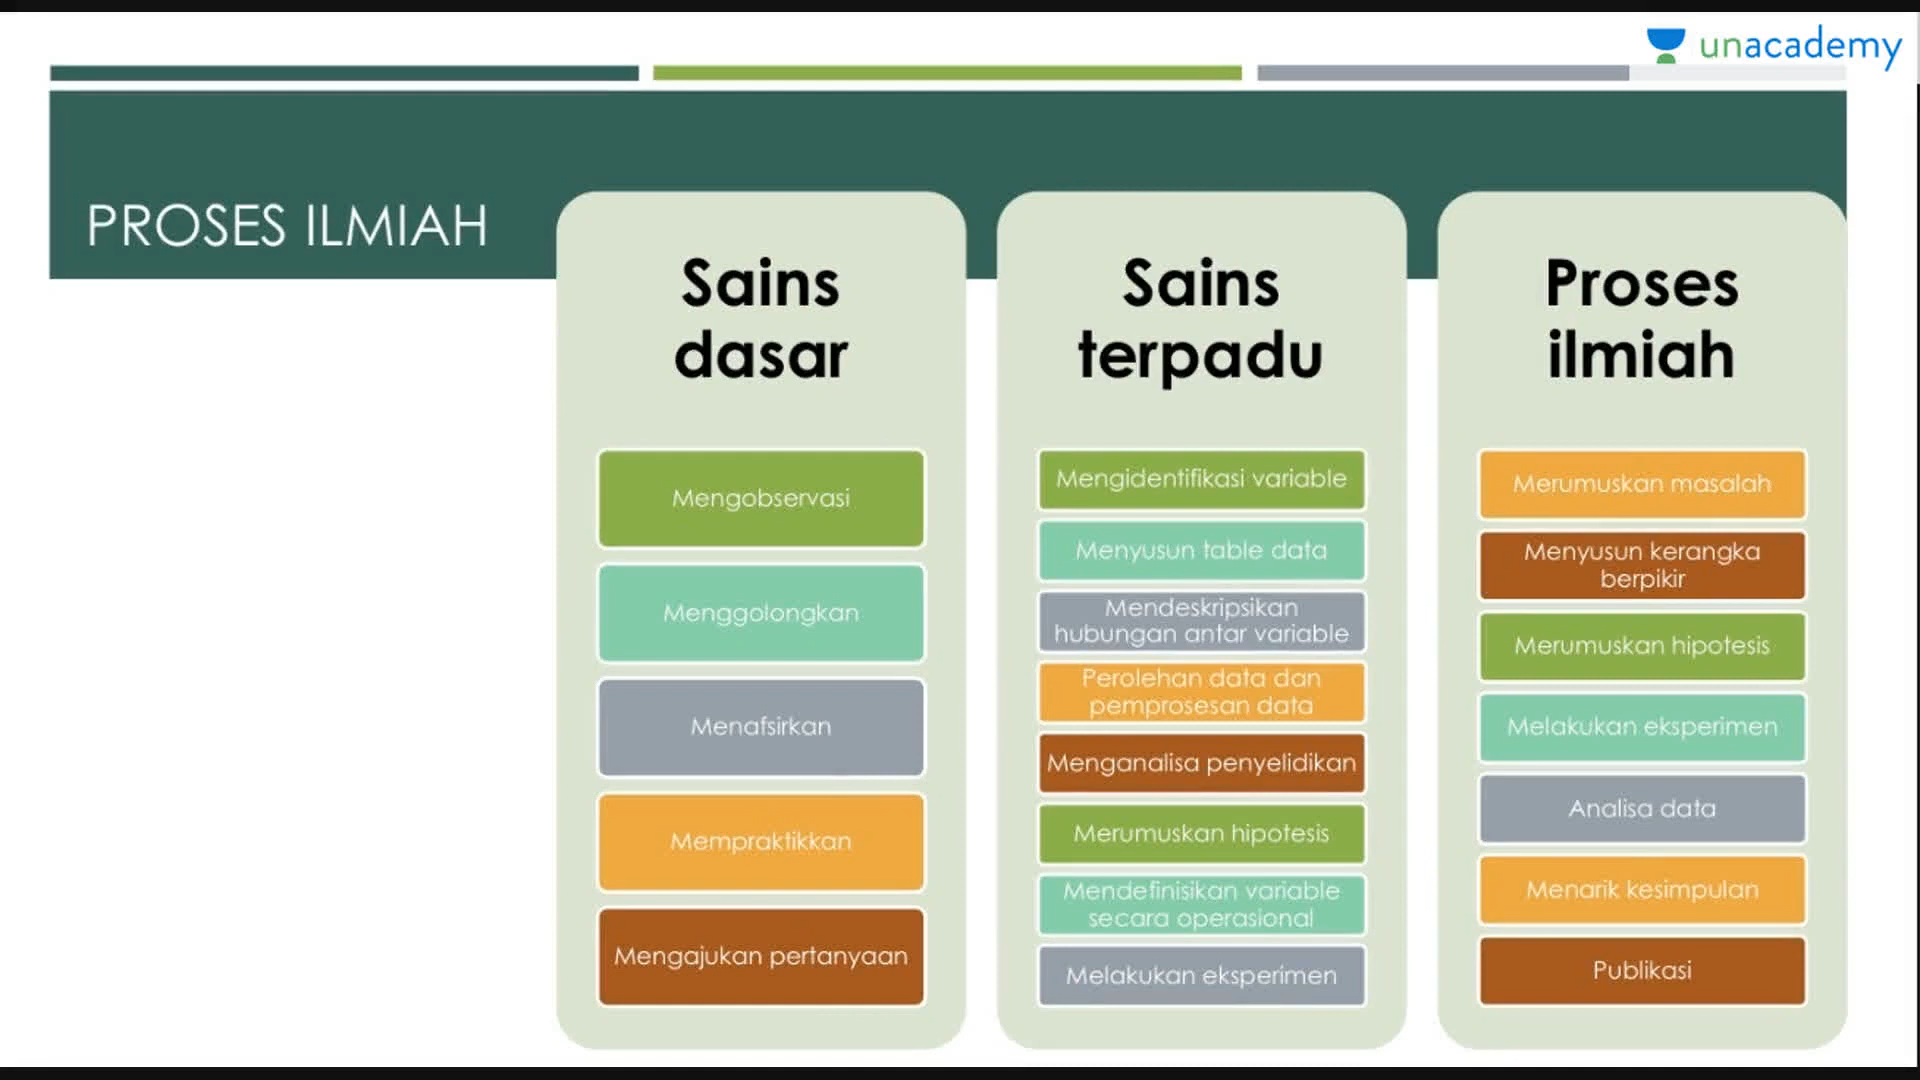 unacademy
PROSES ILMIAH
Sains
dasar
Mengobservasi
Menggolongkan
Menafsirkan
Mempraktikkan
Mengajukan pertanyaan
Sains
terpadu
Mengidentifikasi variable
Menyusun table data
Mendeskripsikan
hubungan antar variable
Perolehan data dan
pemprosesan data
Menganalisa penyelidikan
Merumuskan hipotesis
Mendefinisikan variable
secara operasional
Melakukan eksperimen
Proses
ilmiah
Merumuskan masalah
Menyusun kerangka
berpikir
Merumuskan hipotesis
Melakukan eksperimen
Analisa data
Menarik kesimpulan
Publikasi